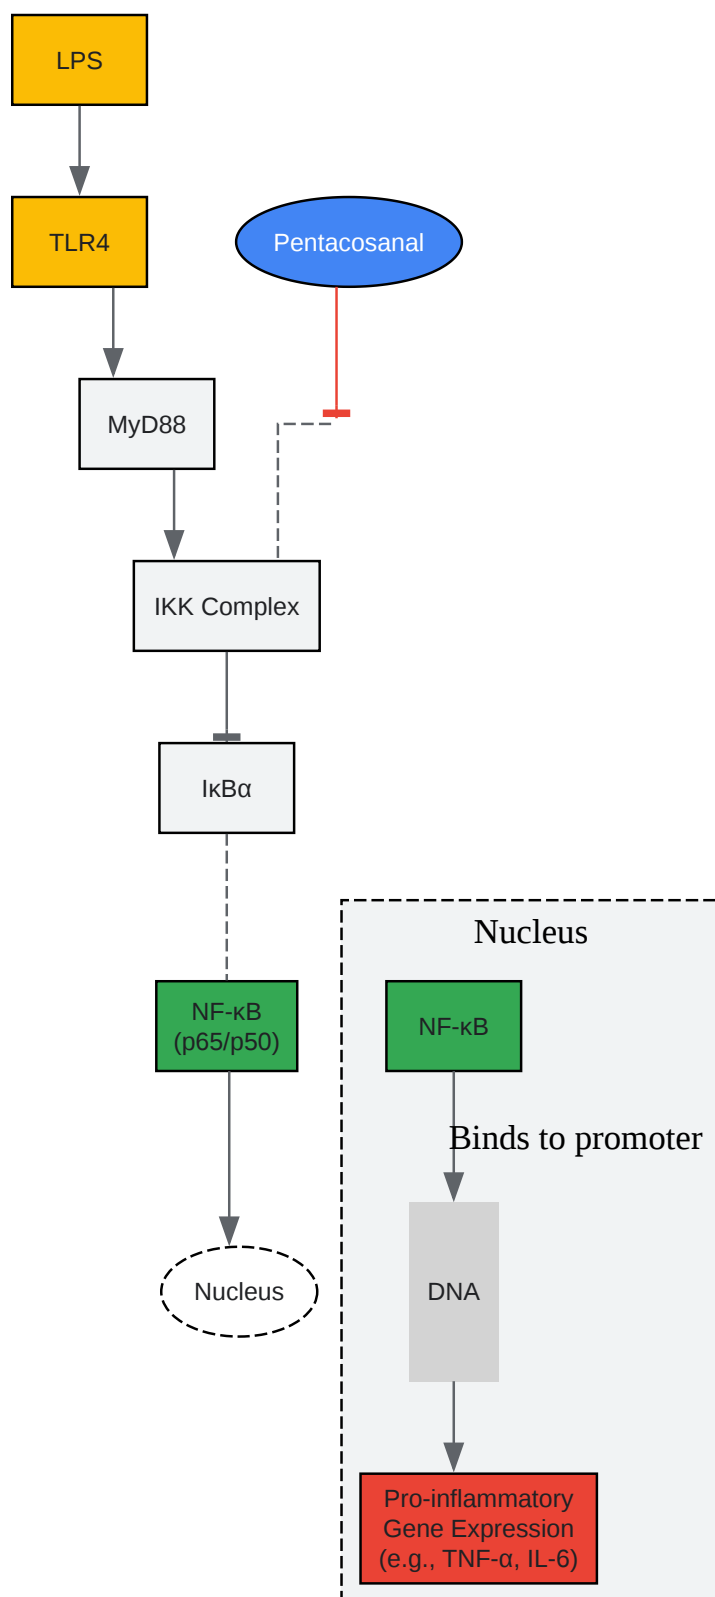 LPS
TLR4
Pentacosanal
MyD88
IKK Complex
IκBα
Nucleus
NF-κB
(p65/p50)
NF-κB
Binds to promoter
Nucleus
DNA
Pro-inflammatory
Gene Expression
(e.g., TNF-α, IL-6)